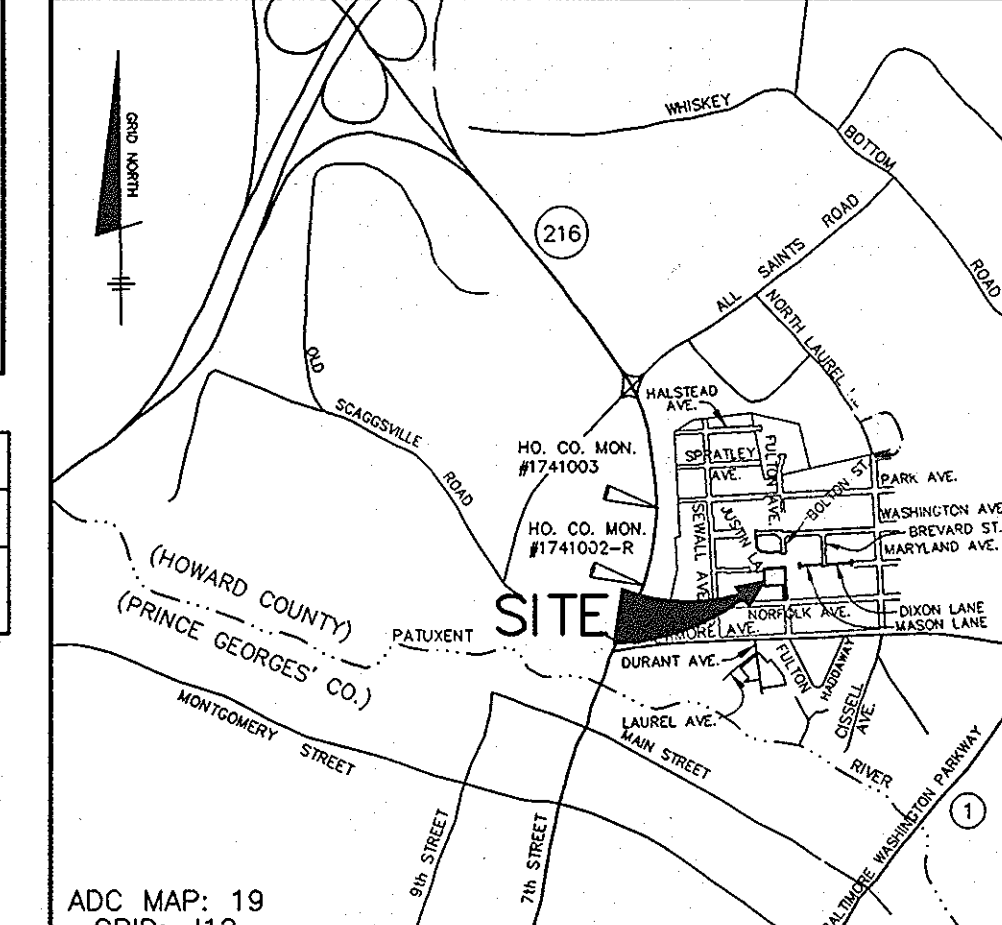 GRID NORTH
WHISKEY
BOTTOM
ROAD
216
ALL SAINTS ROAD
NORTH LAUREL
OLD
SCAGGSVILLE
ROAD
HALSTEAD
AVE.
HO. CO. MON.
#1741003
SPRATLEY
AVE.
FULTON AVE.
BOLTON ST.
PARK AVE.
JUSTIN
SEWALL AVE.
WASHINGTON AVE
BREVARD ST.
MARYLAND AVE.
HO. CO. MON.
#1741002-R
(HOWARD COUNTY)
(PRINCE GEORGES' CO.)
PATUXENT
SITE
NORFOLK AVE.
DIXON LANE
MASON LANE
AVE.
DURANT AVE.
FULTON
HADDAWAY
CISSELL
AVE.
LAUREL AVE.
MAIN STREET
RIVER
MONTGOMERY STREET
BALTIMORE WASHINGTON PARKWAY
1
9th STREET
7th STREET
ADC MAP: 19